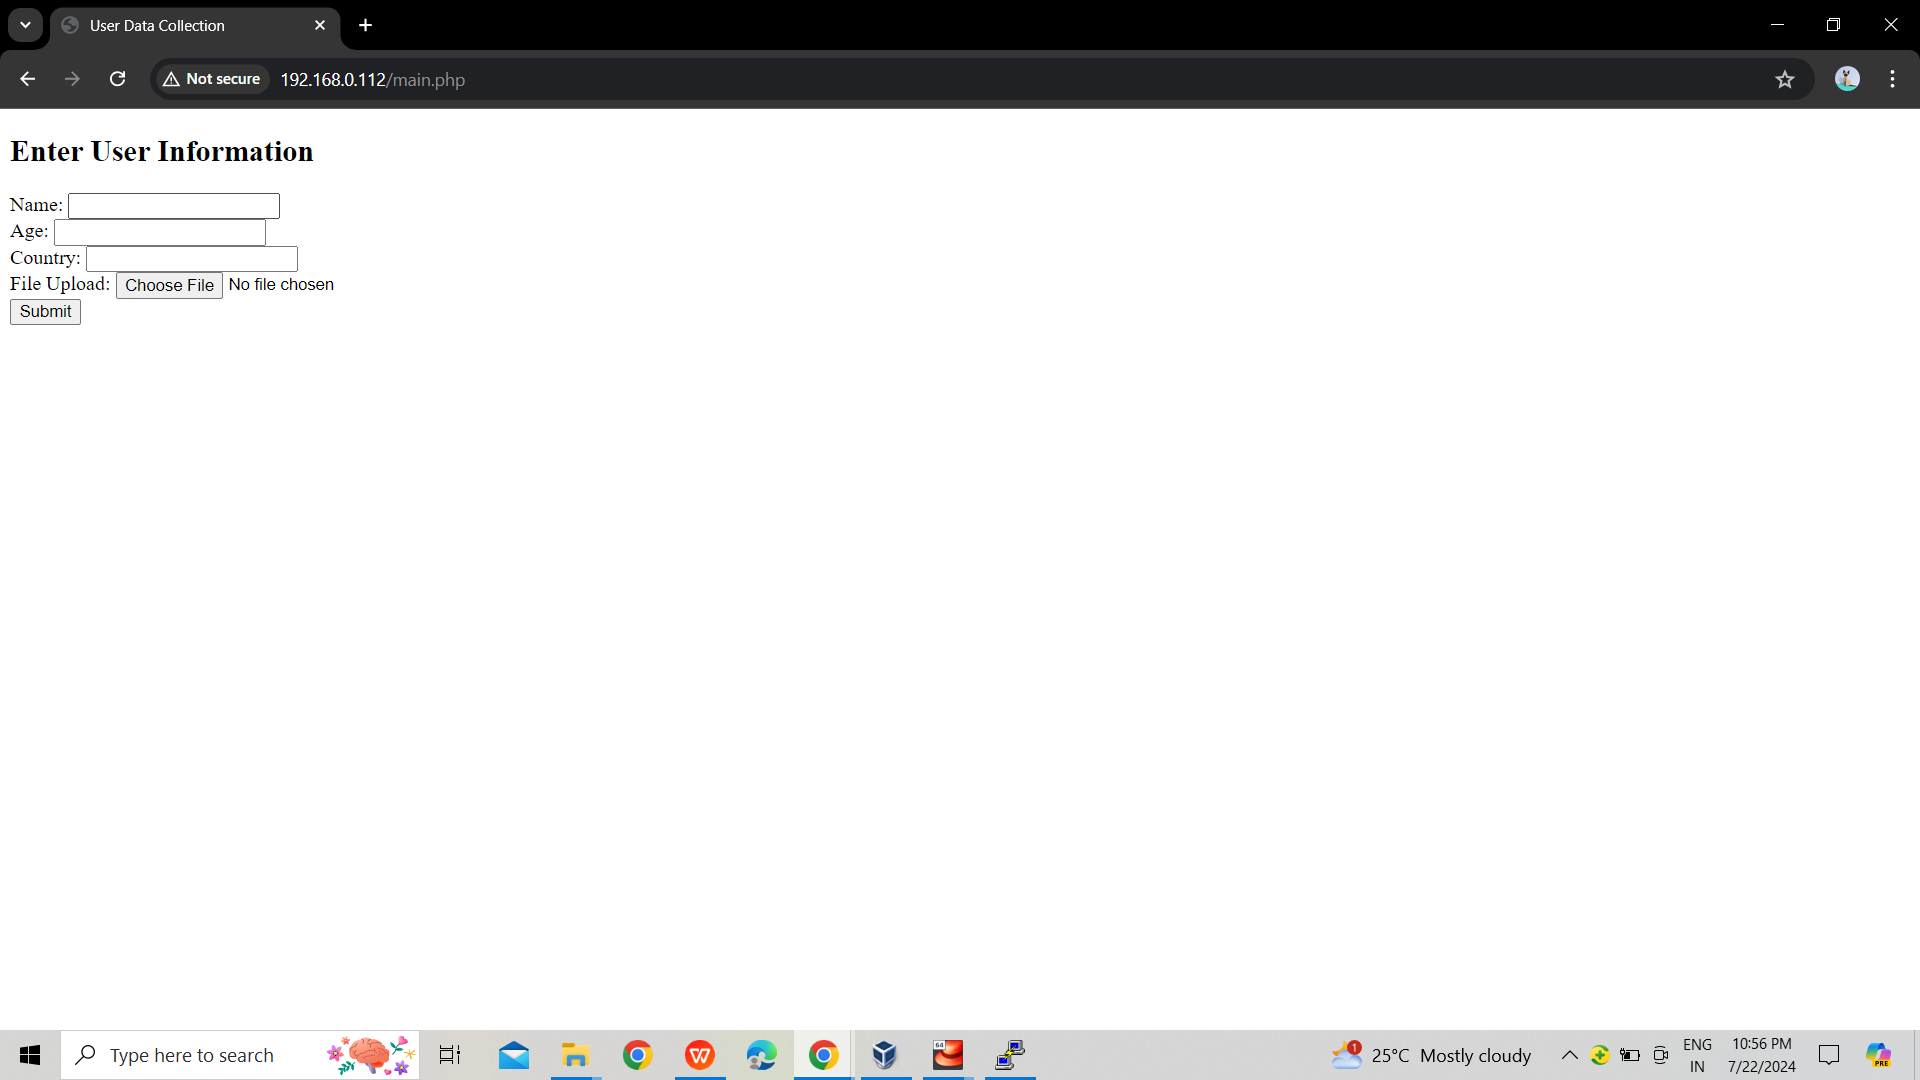 User Data Collection
Not secure 192.168.0.112/main.php
Enter User Information
Name:
Age:
Country:
File Upload: Choose File No file chosen
Submit
Type here to search
W
64
1
25°C Mostly cloudy
ENG
IN
10:56 PM
7/22/2024
PRE